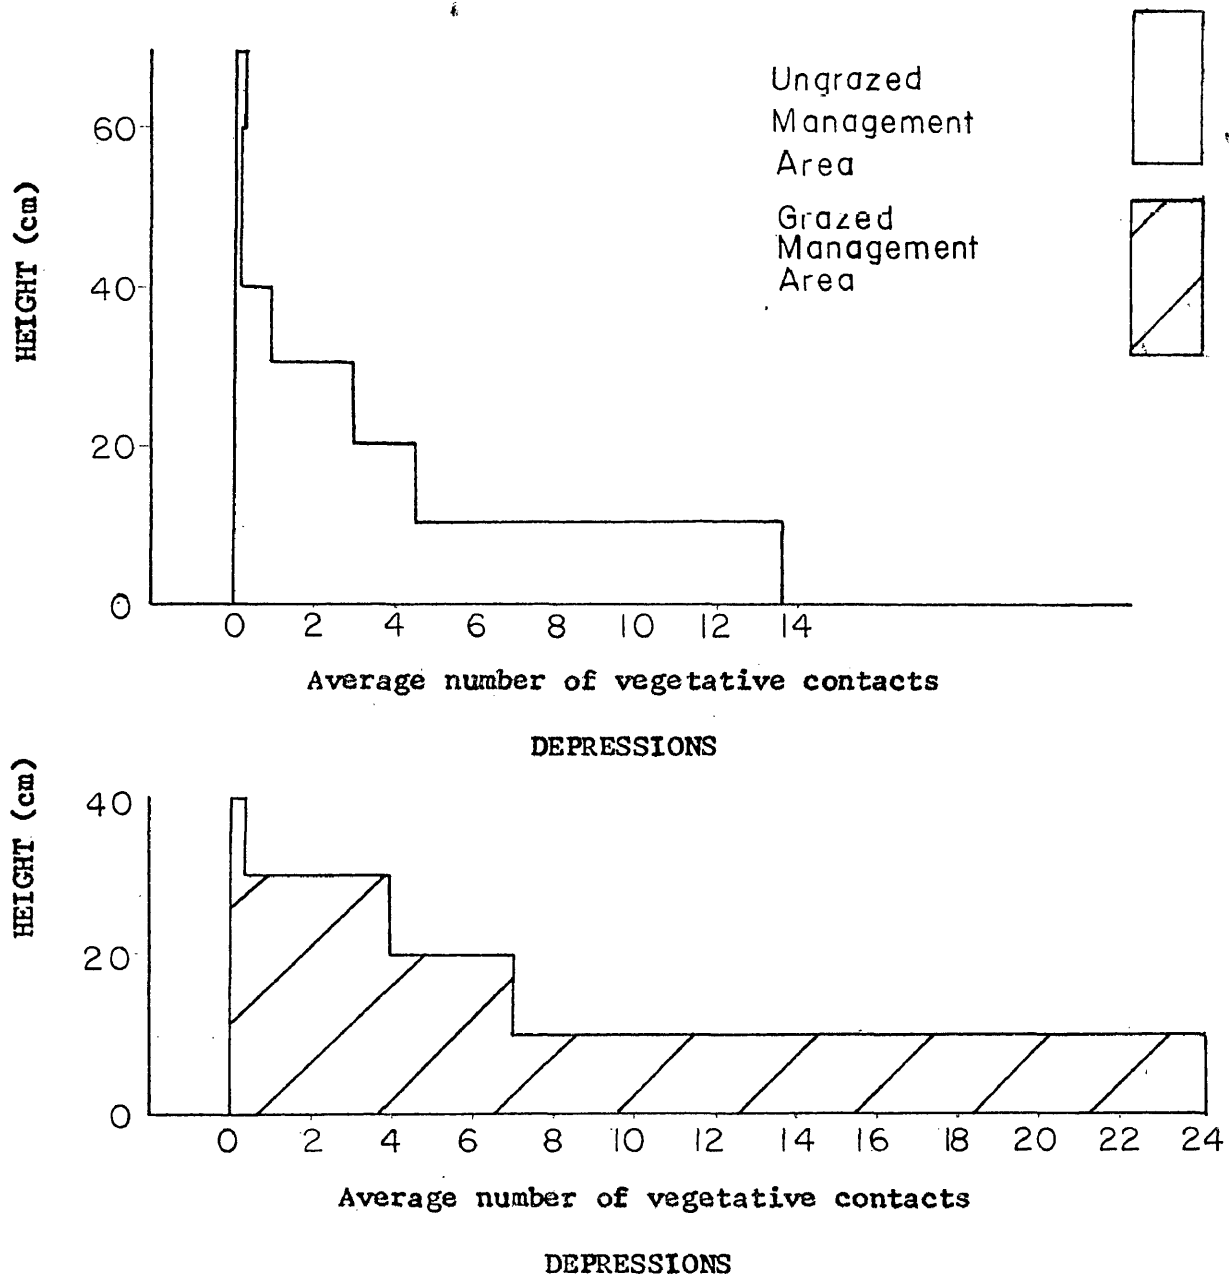 Ungrazed
Management
Area
Grazed
Management
Area
HEIGHT (cm)
60
40
20
0
0 2 4 6 8 10 12 14
Average number of vegetative contacts
DEPRESSIONS
HEIGHT (cm)
40
20
0
0 2 4 6 8 10 12 14 16 18 20 22 24
Average number of vegetative contacts
DEPRESSIONS